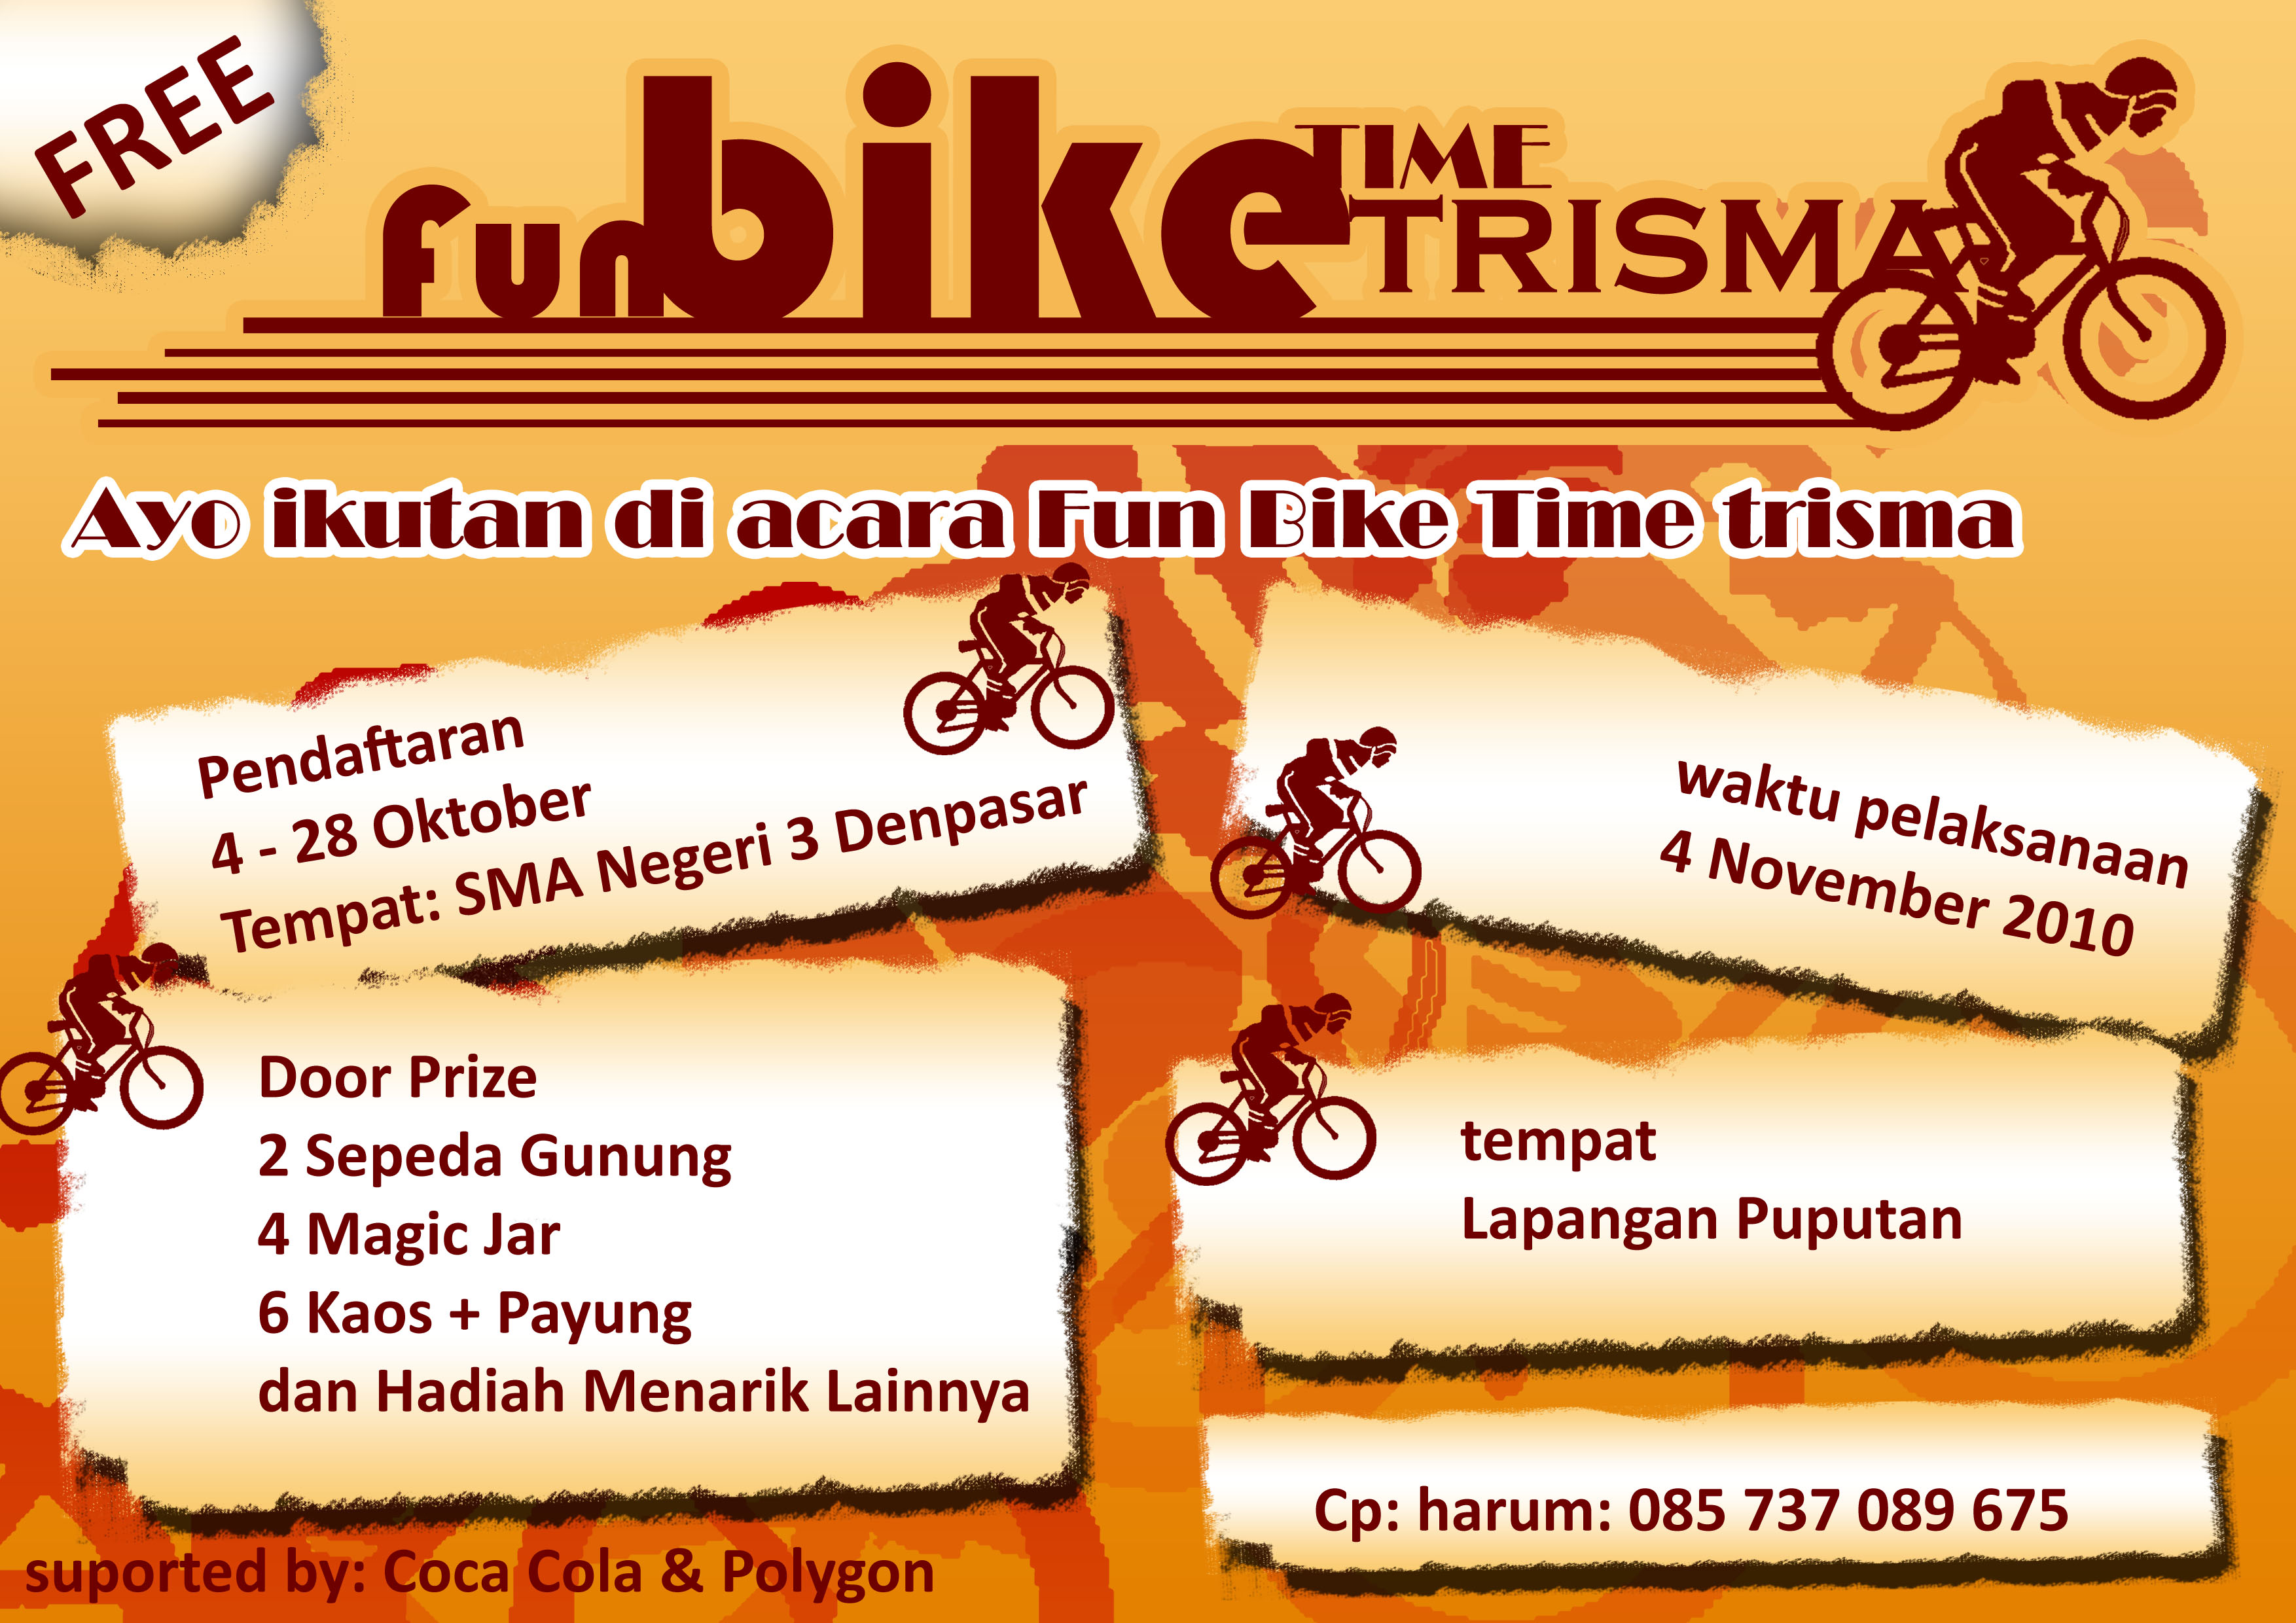 FREE
fun bike TIME
TRISMA
Ayo ikutan di acara Fun Bike Time trisma
Pendaftaran
4 - 28 Oktober
Tempat: SMA Negeri 3 Denpasar
waktu pelaksanaan
4 November 2010
Door Prize
2 Sepeda Gunung
4 Magic Jar
6 Kaos + Payung
dan Hadiah Menarik Lainnya
tempat
Lapangan Puputan
Cp: harum: 085 737 089 675
suported by: Coca Cola & Polygon